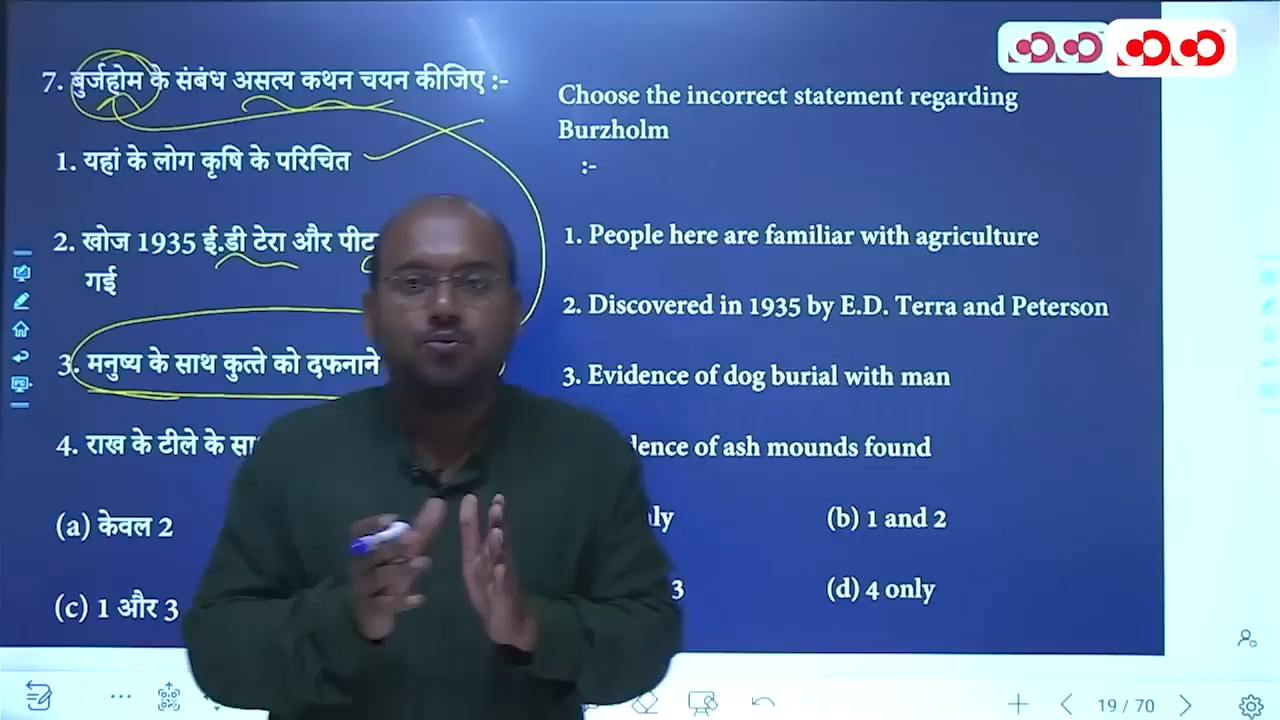 7. बुर्जहोम के संबंध असत्य कथन चयन कीजिए :-
1. यहां के लोग कृषि के परिचित
2. खोज 1935 ई.डी टेरा और
गई
3. मनुष्य के साथ कुत्ते को दफनाने
4. राख के टीले के
(a) केवल 2
(c) 1 और 3
Choose the incorrect statement regarding
Burzholm
:-
1. People here are familiar with agriculture
2. Discovered in 1935 by E.D. Terra and Peterson
3. Evidence of dog burial with man
of ash mounds found
(b) 1 and 2
3
(d) 4 only
19 / 70